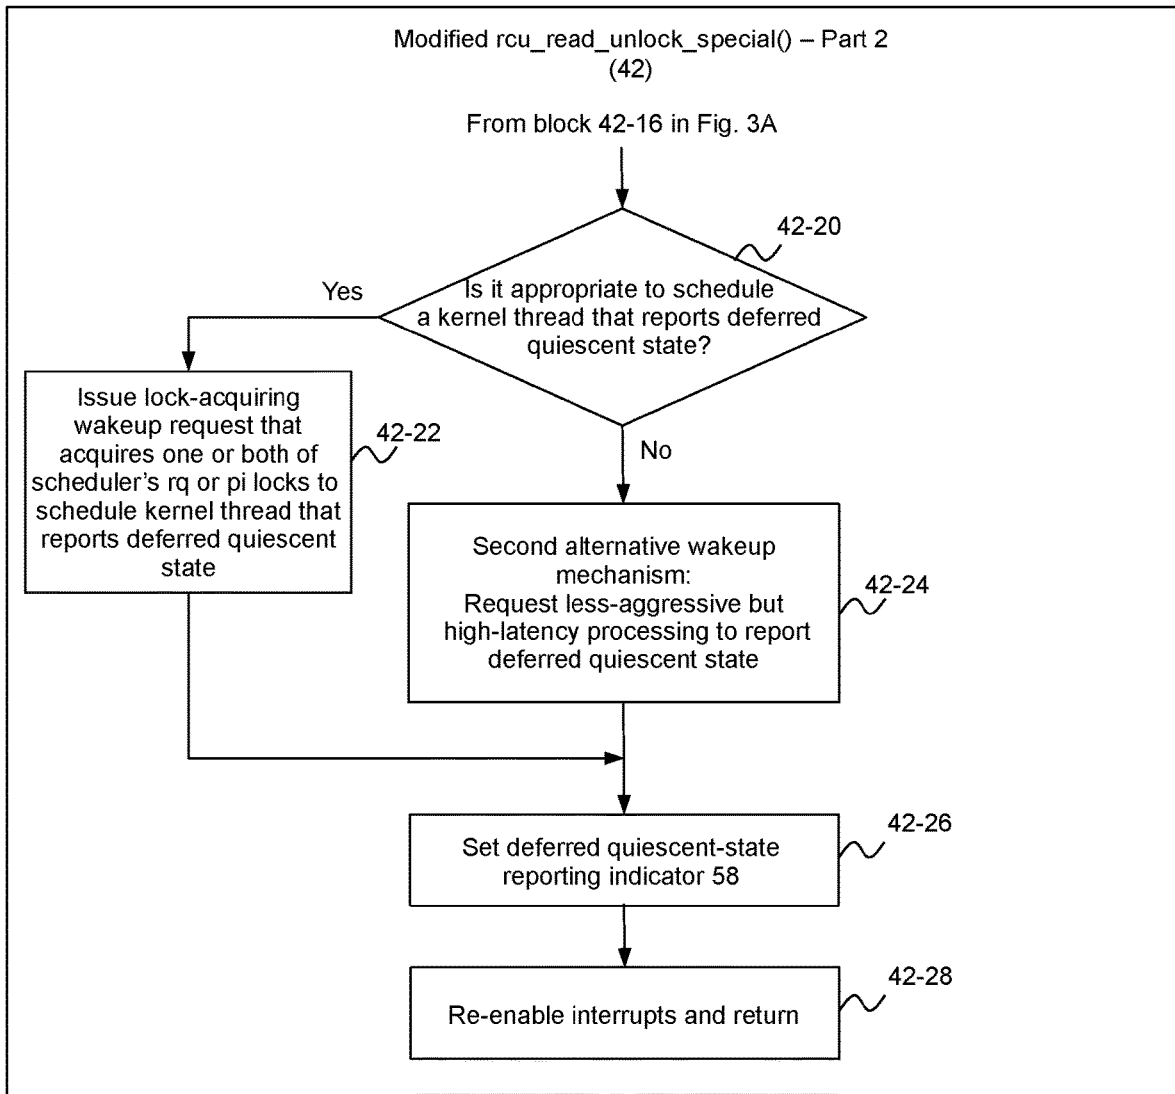 Modified rcu_read_unlock_special() – Part 2
(42)
From block 42-16 in Fig. 3A
42-20
Is it appropriate to schedule
a kernel thread that reports deferred
quiescent state?
Yes
Issue lock-acquiring
wakeup request that
acquires one or both of
scheduler's rq or pi locks to
schedule kernel thread that
reports deferred quiescent
state
42-22
No
Second alternative wakeup
mechanism:
Request less-aggressive but
high-latency processing to report
deferred quiescent state
42-24
Set deferred quiescent-state
reporting indicator 58
42-26
Re-enable interrupts and return
42-28